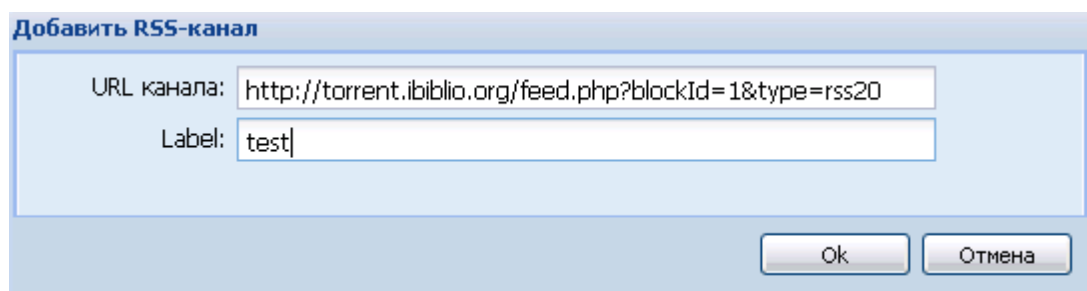 Добавить RSS-канал
URL канала: http://torrent.ibiblio.org/feed.php?blockId=1&type=rss20
Label: test
Ok Отмена